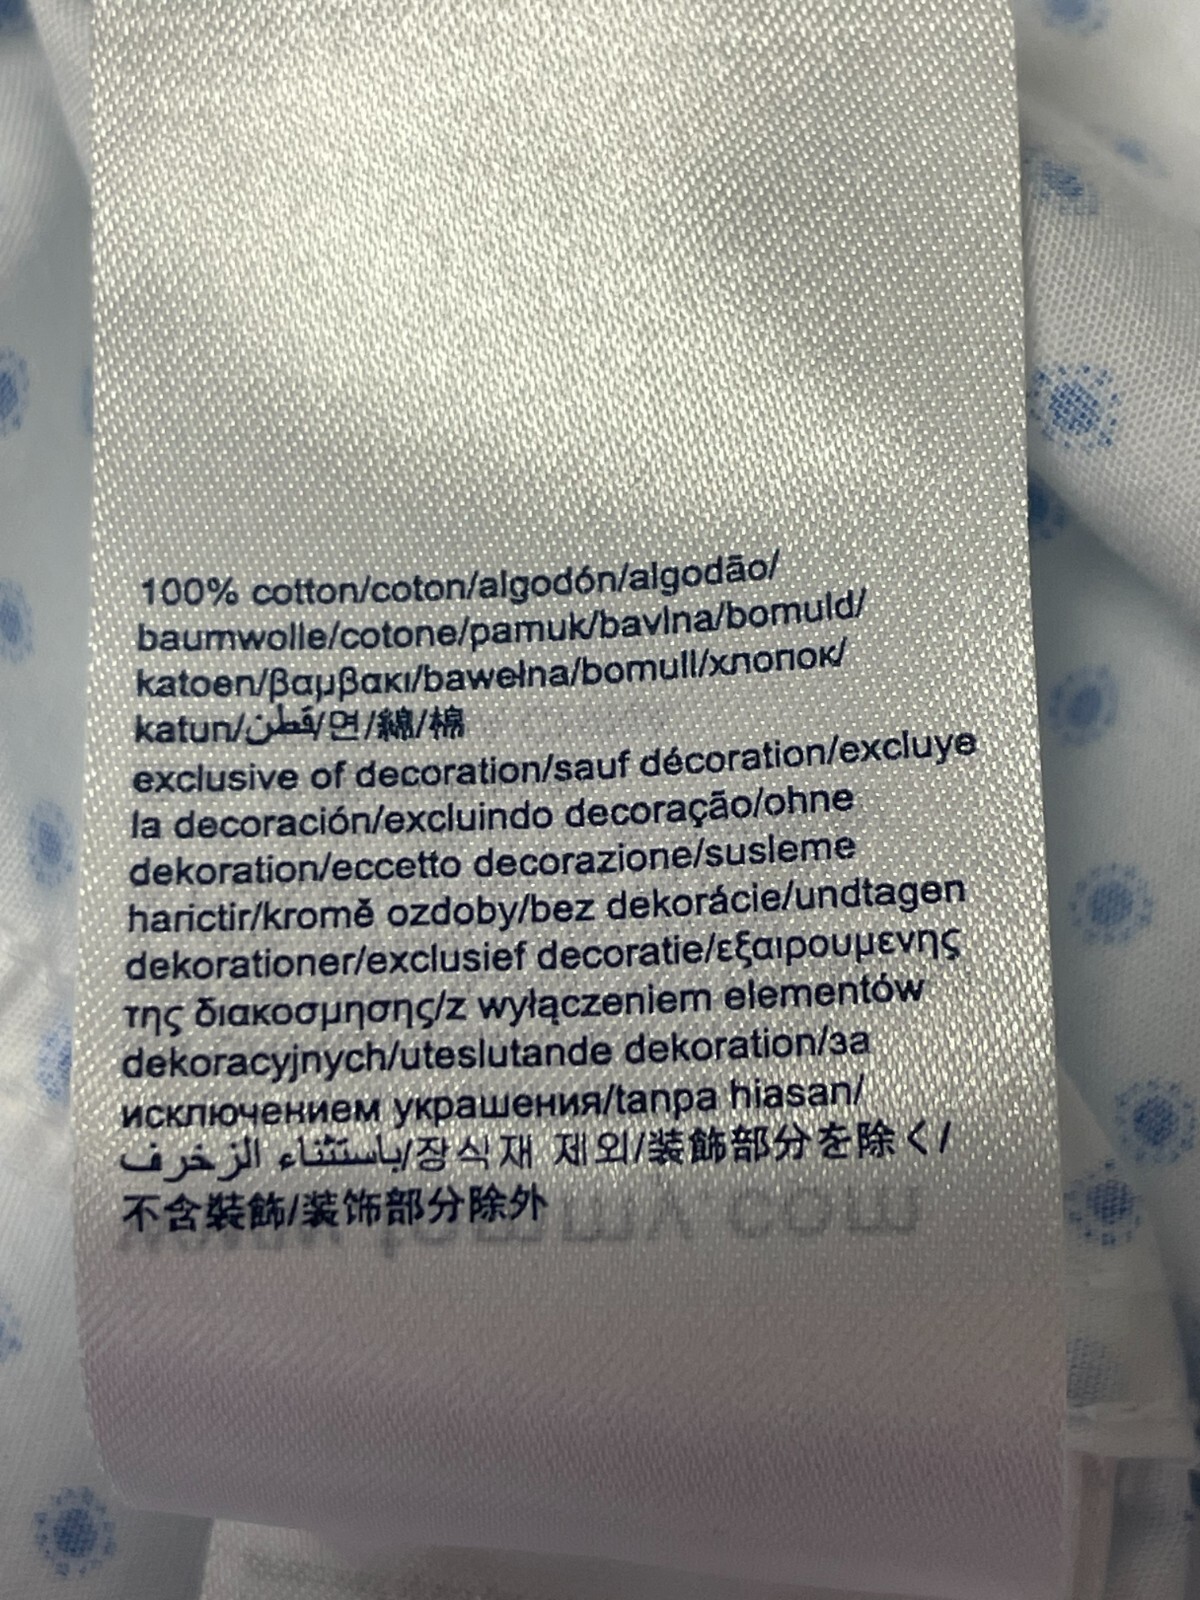 100% cotton/coton/algodón/algodão/
baumwolle/cotone/pamuk/bavlna/bomuld/
katoen/βαμβακι/bawełna/bomull/хлопок/
katun/قطن/면/綿/棉
exclusive of decoration/sauf décoration/excluye
la decoración/excluindo decoração/ohne
dekoration/eccetto decorazione/susleme
harictir/kromě ozdoby/bez dekorácie/undtagen
dekorationer/exclusief decoratie/εξαιρουμενης
της διακοσμησης/z wyłączeniem elementów
dekoracyjnych/uteslutande dekoration/за
исключением украшения/tanpa hiasan/
باستثناء الزخرف/장식재 제외/装飾部分を除く/
不含裝飾/装饰部分除外